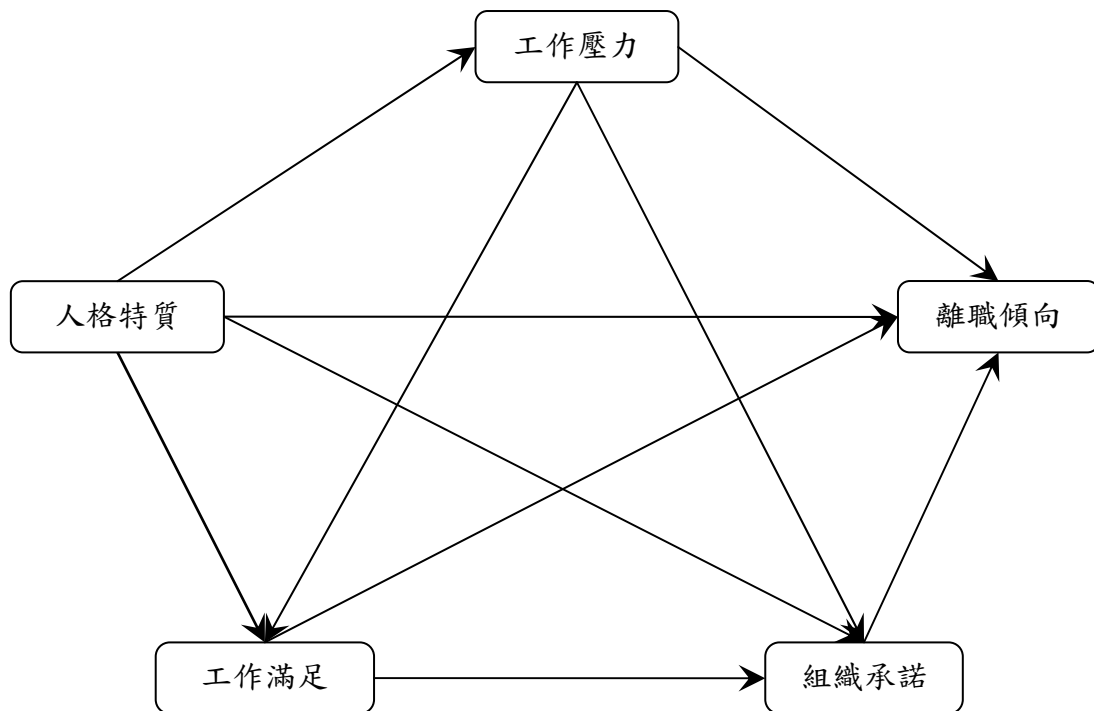 工作壓力
人格特質
離職傾向
工作滿足
組織承諾